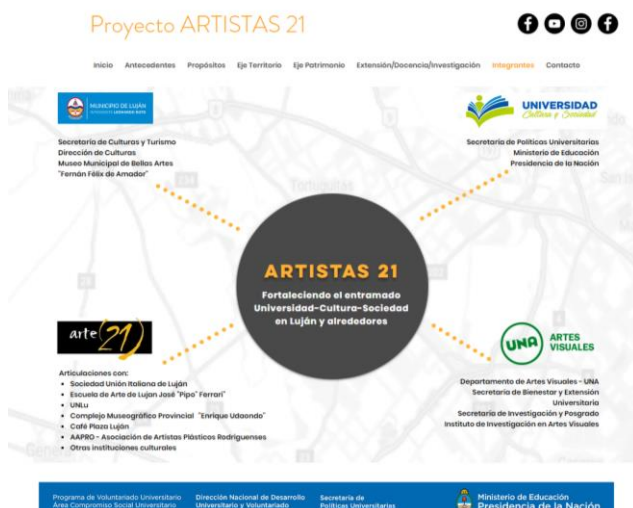 Proyecto ARTISTAS 21
Inicio Antecedentes Propósitos Eje Territorio Eje Patrimonio Extensión/Docencia/Investigación Integrantes Contacto
MUNICIPIO DE LUJÁN
Secretaría de Culturas y Turismo
Dirección de Culturas
Museo Municipal de Bellas Artes
"Fernán Félix de Amador"
UNIVERSIDAD
Cultura y Sociedad
Secretaría de Políticas Universitarias
Ministerio de Educación
Presidencia de la Nación
Tortuguitas
ARTISTAS 21
Fortaleciendo el entramado
Universidad-Cultura-Sociedad
en Luján y alrededores
arte 21
Articulaciones con:
• Sociedad Unión Italiana de Luján
• Escuela de Arte de Lujan José "Pipo" Ferrari"
• UNLu
• Complejo Museográfico Provincial "Enrique Udaondo"
• Café Plaza Luján
• AAPRO - Asociación de Artistas Plásticos Rodriguenses
• Otras instituciones culturales
UNA
ARTES
VISUALES
Departamento de Artes Visuales - UNA
Secretaría de Bienestar y Extensión
Universitaria
Secretaría de Investigación y Posgrado
Instituto de Investigación en Artes Visuales
Programa de Voluntariado Universitario
Área Compromiso Social Universitario
Dirección Nacional de Desarrollo
Universitario y Voluntariado
Secretaría de
Políticas Universitarias
Ministerio de Educación
Presidencia de la Nación